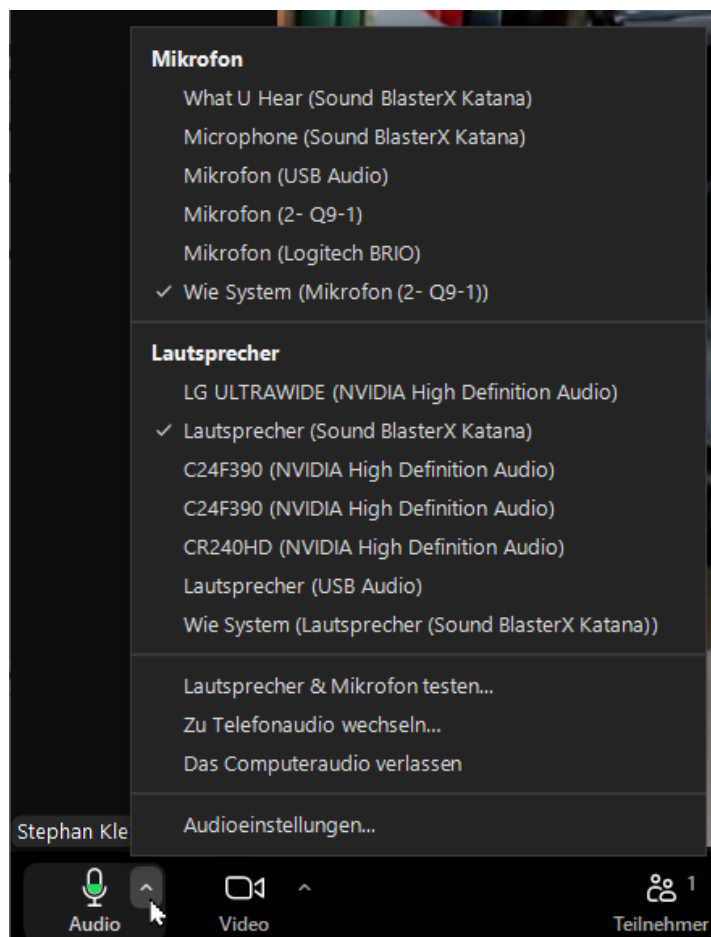 Mikrofon
What U Hear (Sound BlasterX Katana)
Microphone (Sound BlasterX Katana)
Mikrofon (USB Audio)
Mikrofon (2- Q9-1)
Mikrofon (Logitech BRIO)
Wie System (Mikrofon (2- Q9-1))
Lautsprecher
LG ULTRAWIDE (NVIDIA High Definition Audio)
Lautsprecher (Sound BlasterX Katana)
C24F390 (NVIDIA High Definition Audio)
C24F390 (NVIDIA High Definition Audio)
CR240HD (NVIDIA High Definition Audio)
Lautsprecher (USB Audio)
Wie System (Lautsprecher (Sound BlasterX Katana))
Lautsprecher & Mikrofon testen...
Zu Telefonaudio wechseln...
Das Computeraudio verlassen
Audioeinstellungen...
Stephan Kle
1
Audio
Video
Teilnehmer